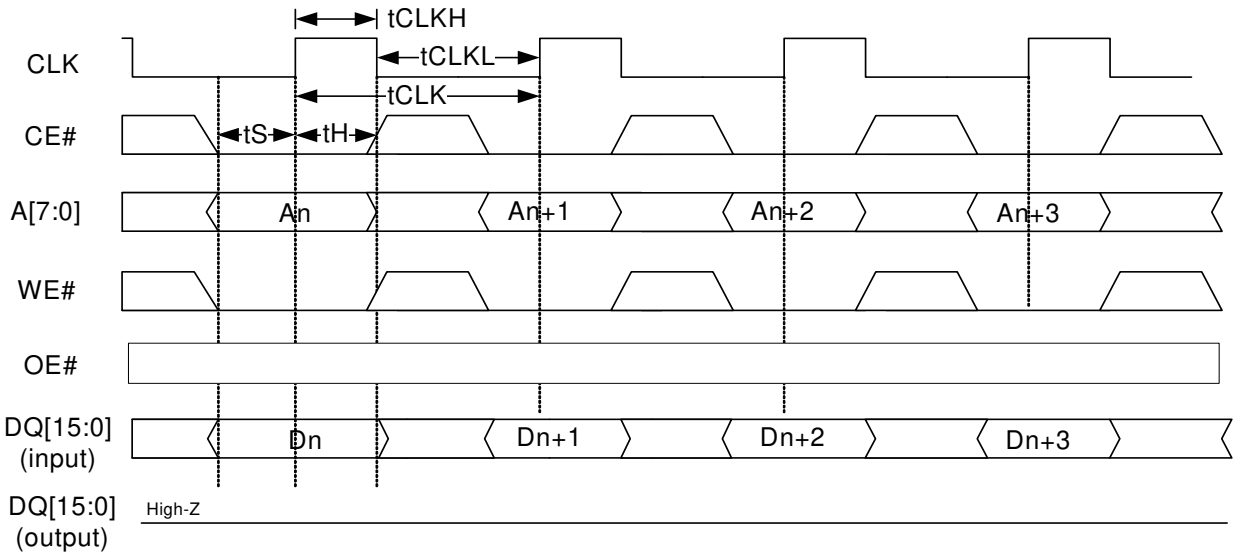 tCLKH
CLK
tCLKL
tCLK
CE#
tS
tH
A[7:0]
An
An+1
An+2
An+3
WE#
OE#
DQ[15:0]
(input)
Dn
Dn+1
Dn+2
Dn+3
DQ[15:0]
(output)
High-Z